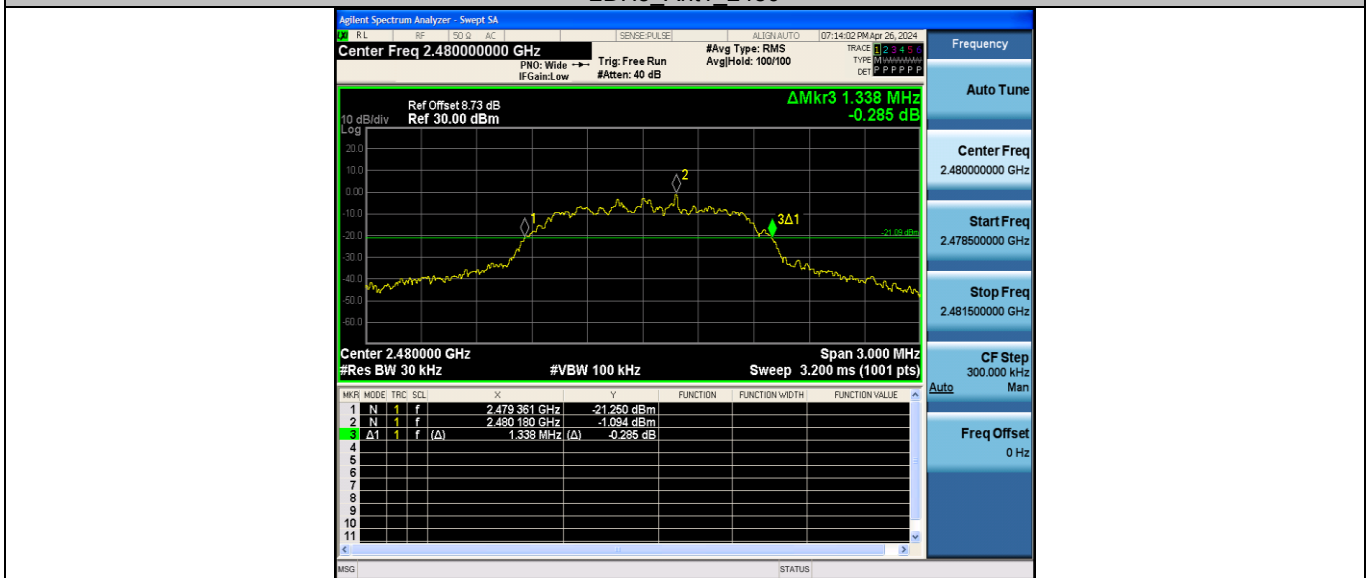 Agilent Spectrum Analyzer - Swept SA
RL RF 50 Ω AC SENSE:PULSE ALIGN AUTO 07:14:02 PM Apr 26, 2024
Center Freq 2.480000000 GHz
PNO: Wide
IFGain:Low
Trig: Free Run
#Atten: 40 dB
#Avg Type: RMS
Avg|Hold: 100/100
TRACE 1 2 3 4 5 6
TYPE M W W W W W
DET P P P P P P
Frequency
Auto Tune
Center Freq
2.480000000 GHz
Start Freq
2.478500000 GHz
Stop Freq
2.481500000 GHz
CF Step
300.000 kHz
Auto Man
Freq Offset
0 Hz
ΔMkr3 1.338 MHz
-0.285 dB
Ref Offset 8.73 dB
10 dB/div Ref 30.00 dBm
Log
20.0
10.0
0.00
-10.0
-20.0
-30.0
-40.0
-50.0
-60.0
1
2
3Δ1
-21.09 dBm
Center 2.480000 GHz Span 3.000 MHz
#Res BW 30 kHz #VBW 100 kHz Sweep 3.200 ms (1001 pts)
MKR MODE TRC SCL X Y FUNCTION FUNCTION WIDTH FUNCTION VALUE
1 N 1 f 2.479 361 GHz -21.250 dBm
2 N 1 f 2.480 180 GHz -1.094 dBm
3 Δ1 1 f (Δ) 1.338 MHz (Δ) -0.285 dB
4
5
6
7
8
9
10
11
MSG STATUS